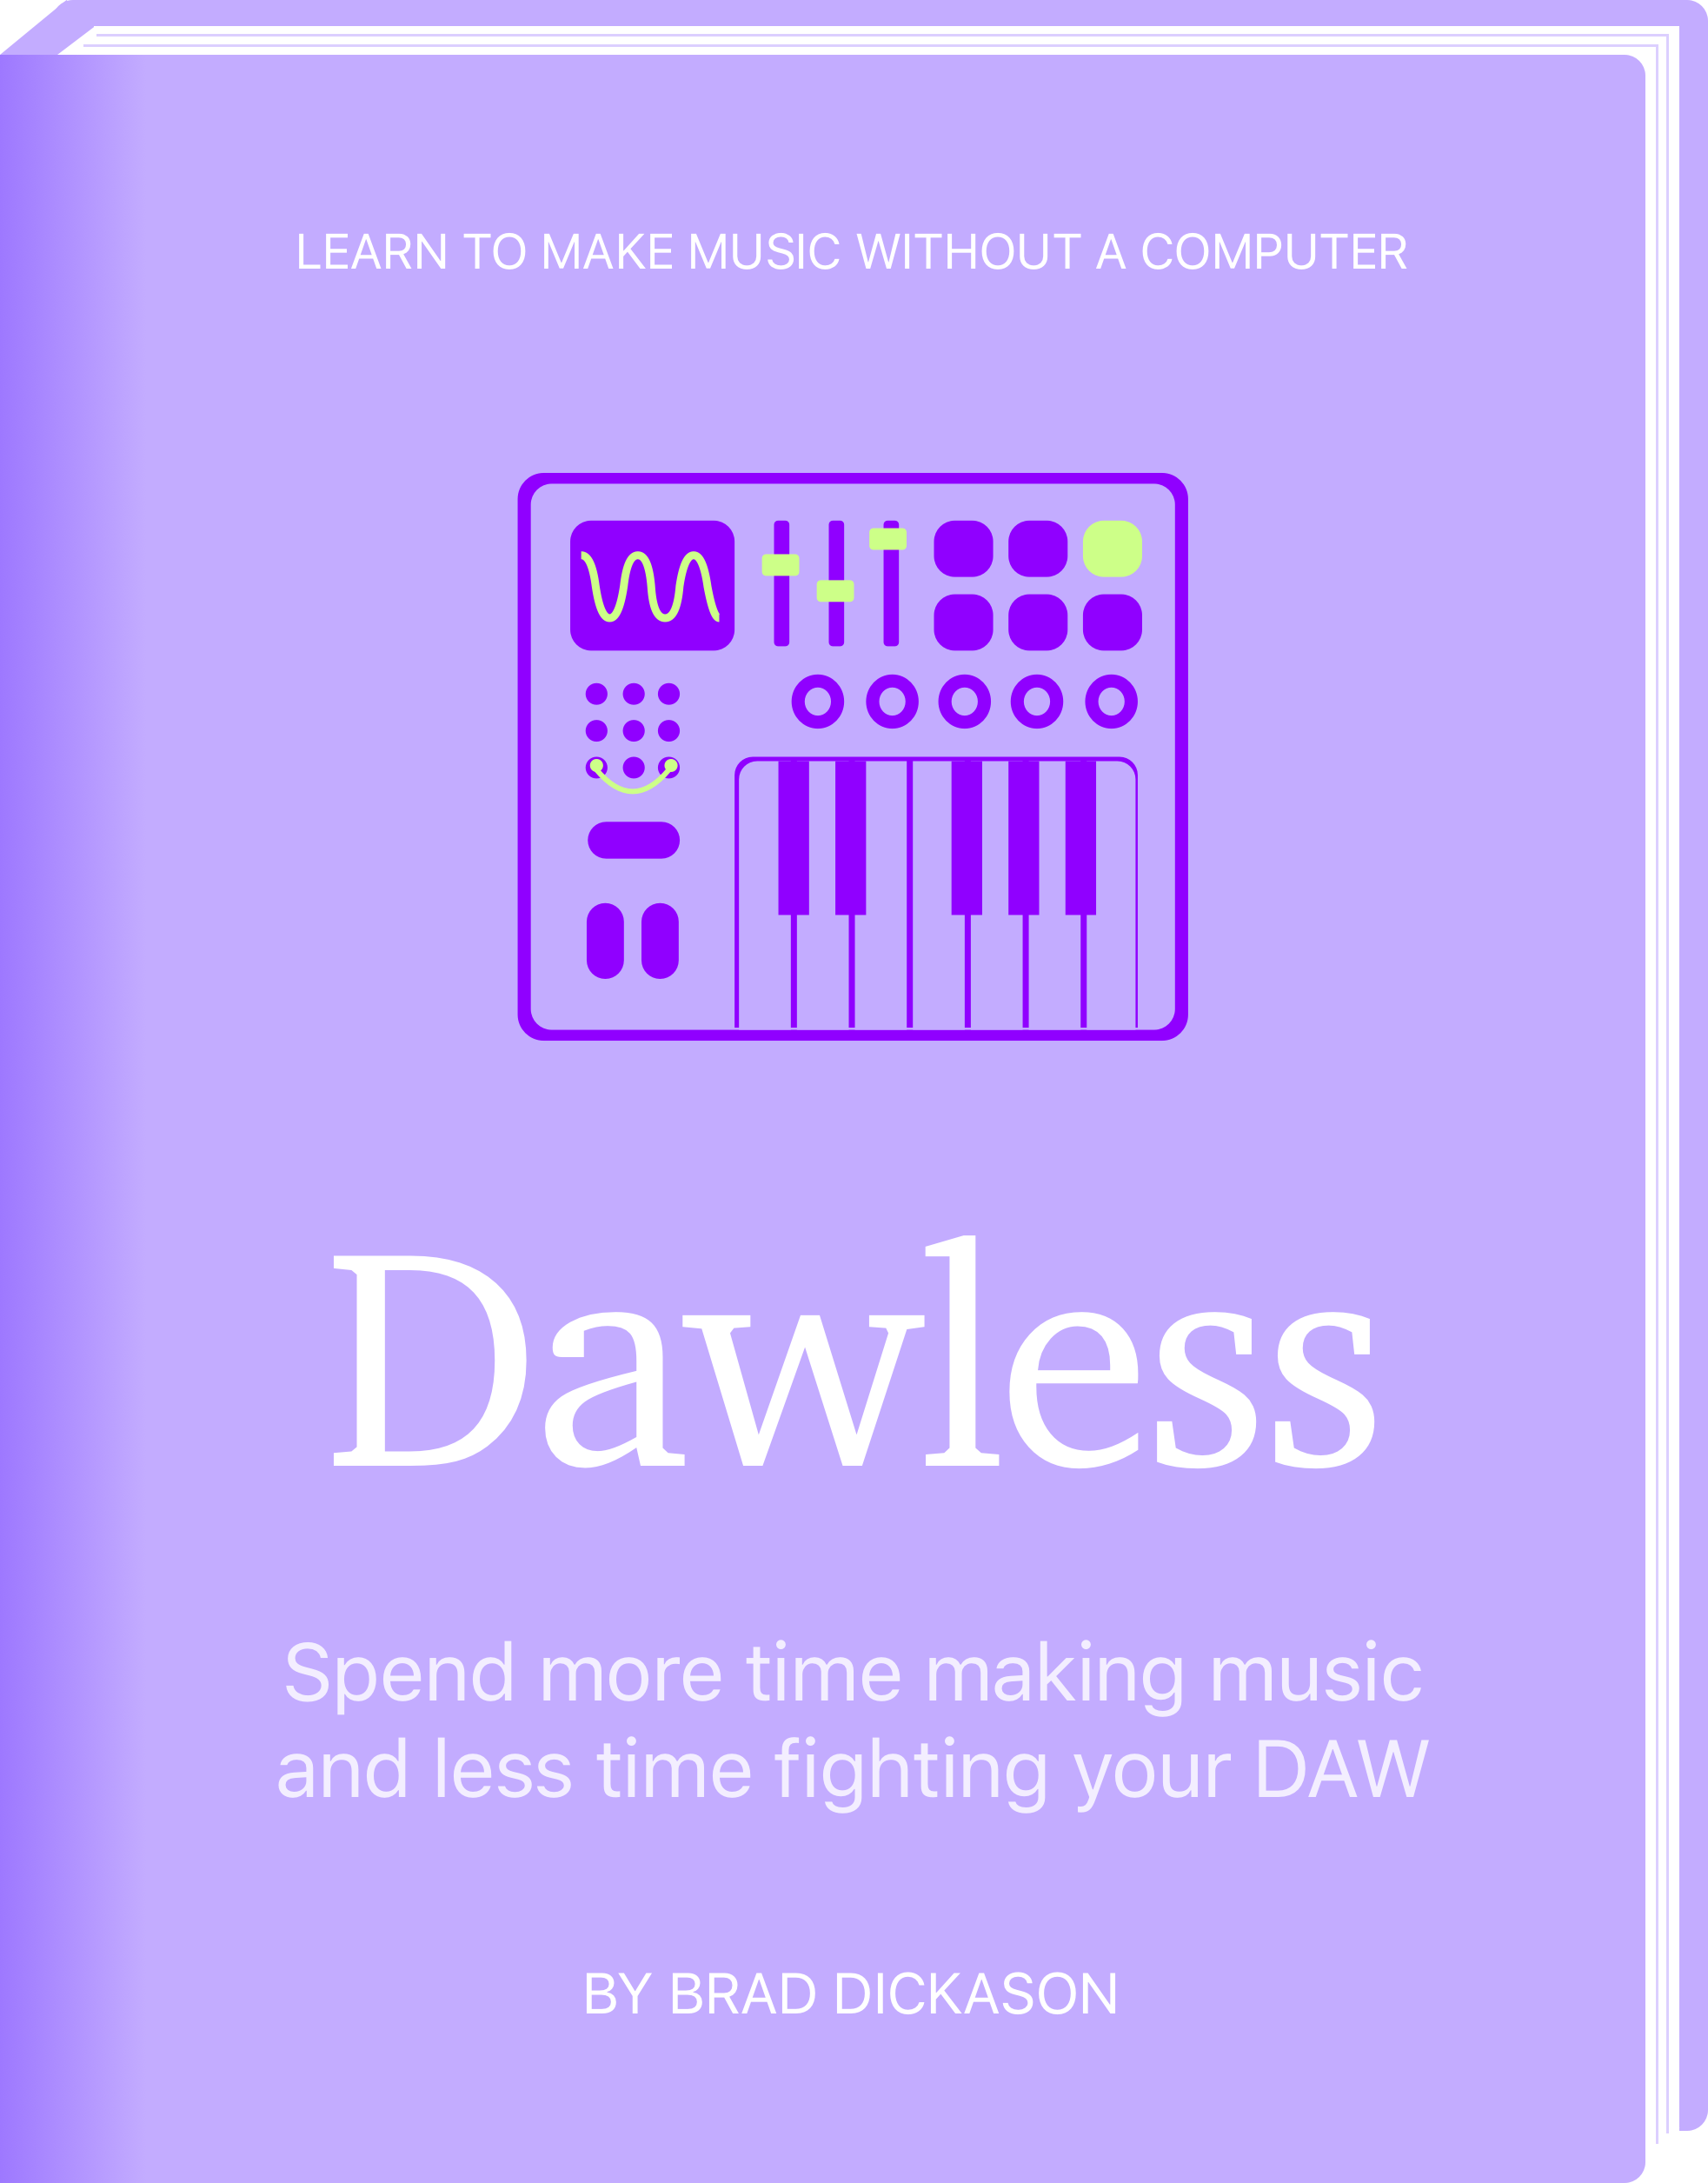 LEARN TO MAKE MUSIC WITHOUT A COMPUTER
Dawless
Spend more time making music
and less time fighting your DAW
BY BRAD DICKASON